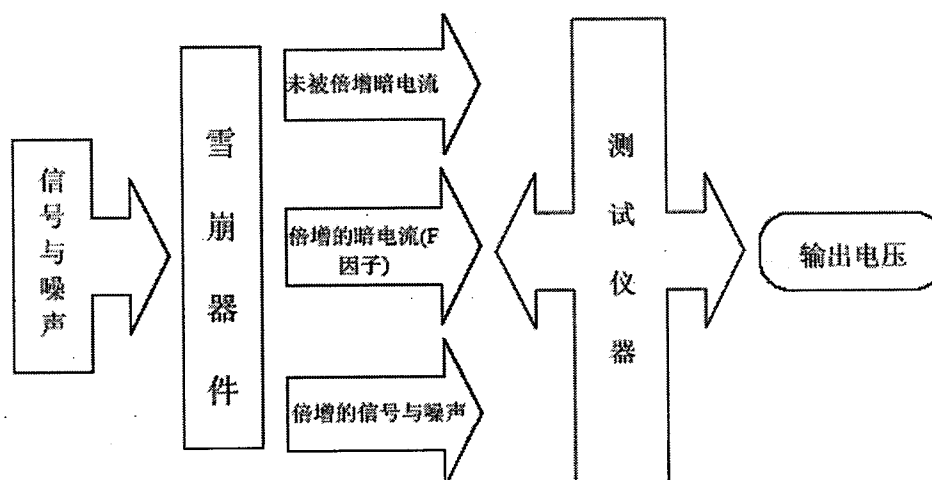 信号与噪声
雪崩器件
未被倍增暗电流
倍增的暗电流(F
因子)
倍增的信号与噪声
测试仪器
输出电压